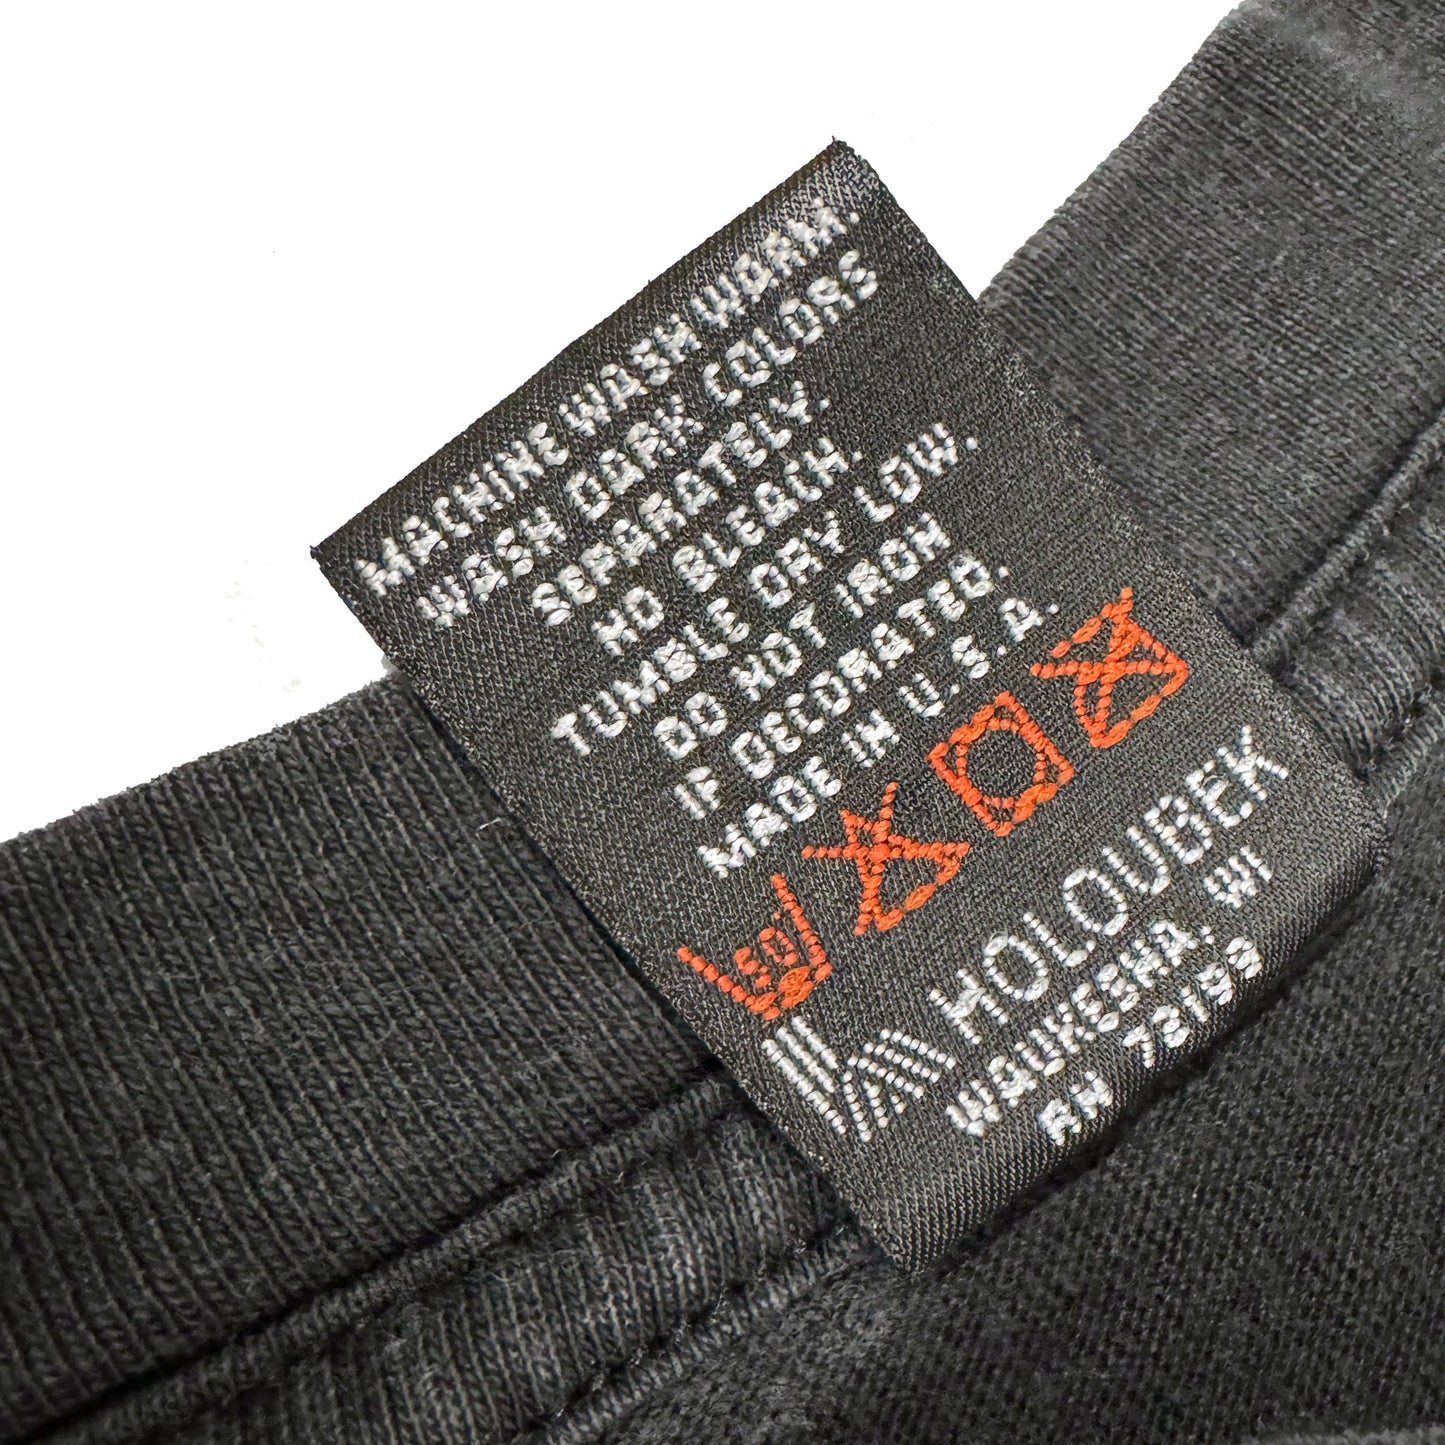 MACHINE WASH WARM.
WASH DARK COLORS
SEPARATELY.
NO BLEACH.
TUMBLE DRY LOW.
DO NOT IRON
IF DECORATED.
MADE IN U.S.A.
50
HOLOUBEK
WAUKESHA. WI
RN 73199